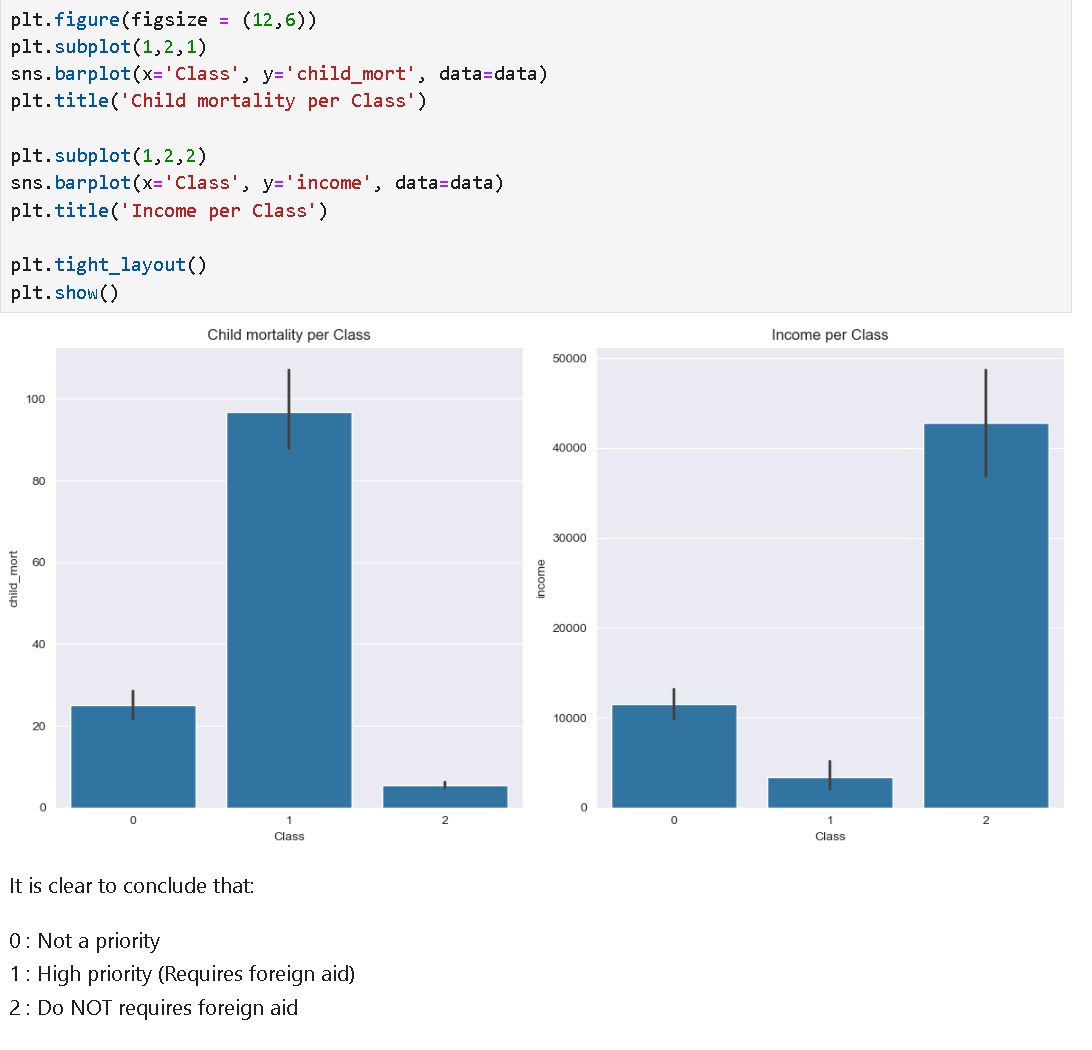 plt.figure(figsize = (12,6))
plt.subplot(1,2,1)
sns.barplot(x='Class', y='child_mort', data=data)
plt.title('Child mortality per Class')
plt.subplot(1,2,2)
sns.barplot(x='Class', y='income', data=data)
plt.title('Income per Class')
plt.tight_layout()
plt.show()
Child mortality per Class
100
80
60
40
20
0
child_mort
0 1 2
Class
Income per Class
50000
40000
30000
20000
10000
0
income
0 1 2
Class
It is clear to conclude that:
0 : Not a priority
1 : High priority (Requires foreign aid)
2 : Do NOT requires foreign aid